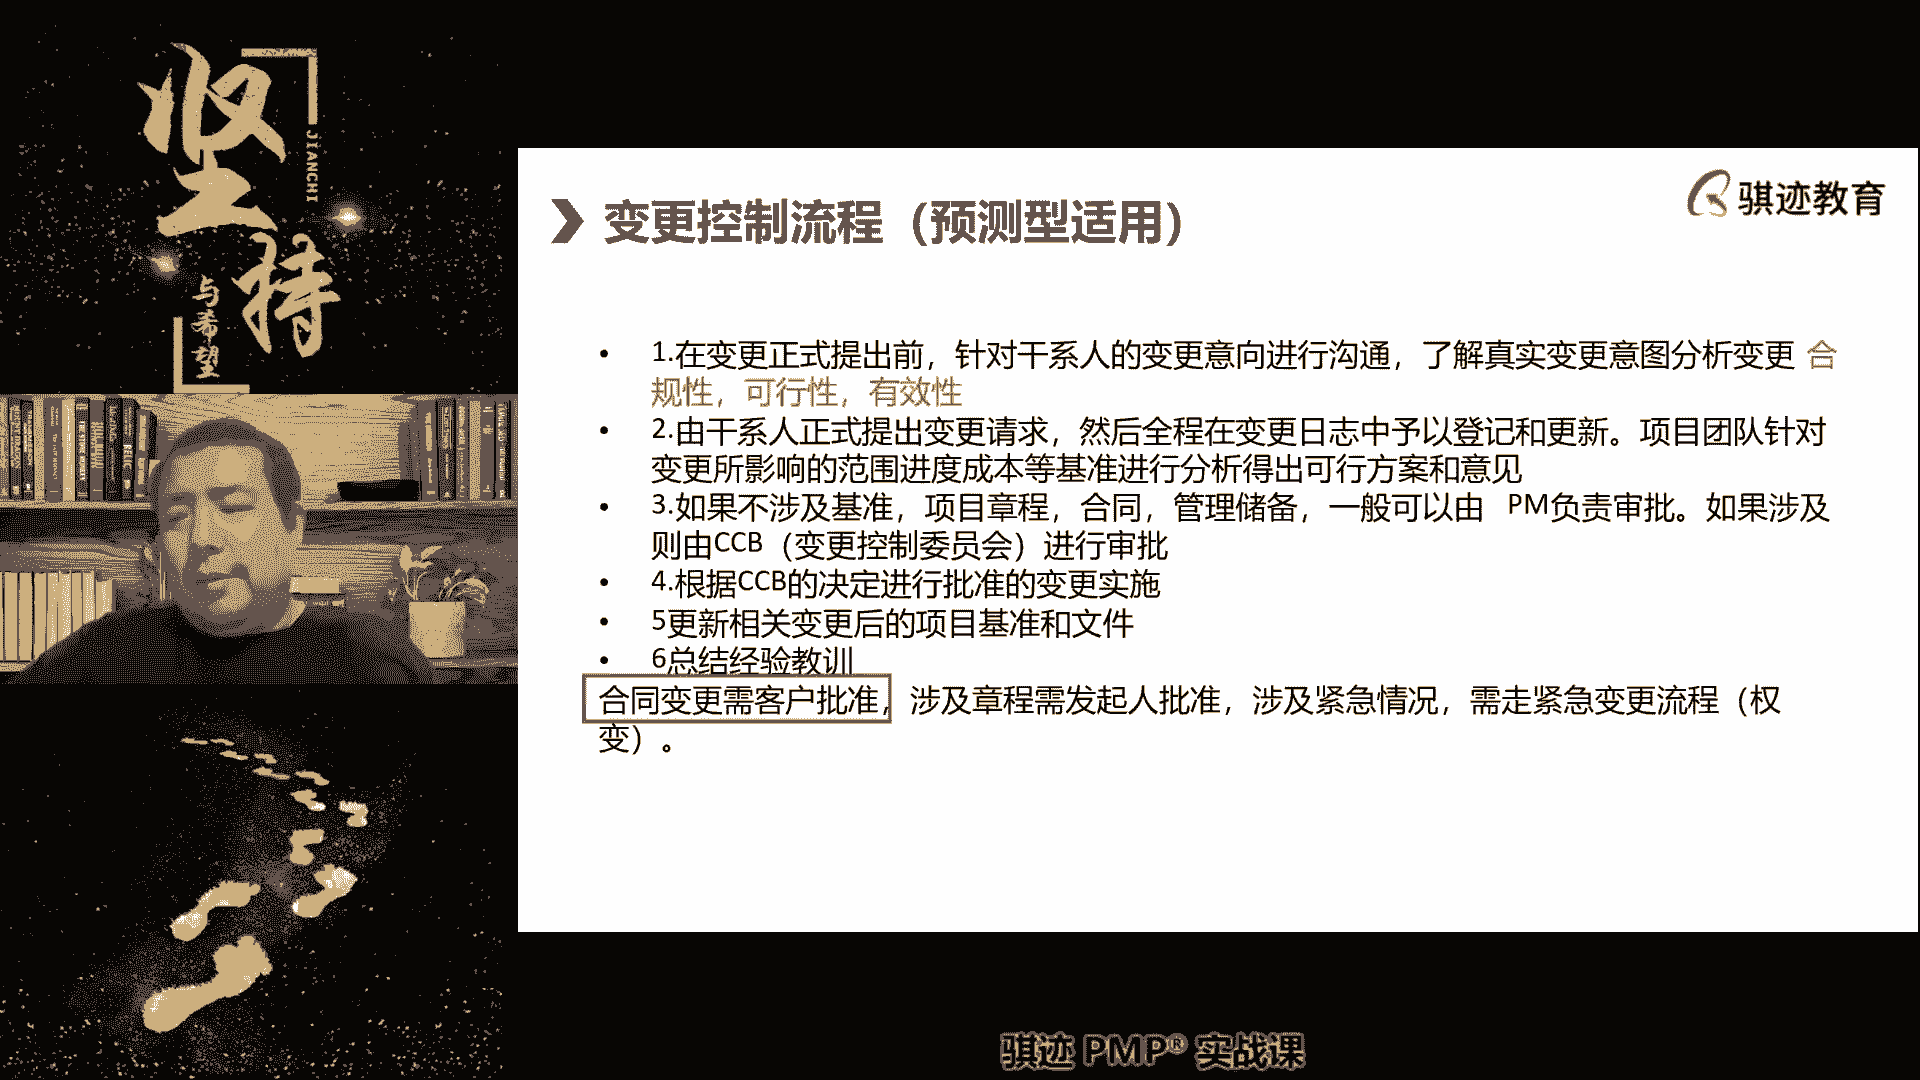 坚
持
JIANCHI
与
希
望
骐迹教育
变更控制流程（预测型适用）
• 1.在变更正式提出前，针对干系人的变更意向进行沟通，了解真实变更意图分析变更 合
规性，可行性，有效性
• 2.由干系人正式提出变更请求，然后全程在变更日志中予以登记和更新。项目团队针对
变更所影响的范围进度成本等基准进行分析得出可行方案和意见
• 3.如果不涉及基准，项目章程，合同，管理储备，一般可以由 PM负责审批。如果涉及
则由CCB（变更控制委员会）进行审批
• 4.根据CCB的决定进行批准的变更实施
• 5更新相关变更后的项目基准和文件
• 6总结经验教训
合同变更需客户批准，涉及章程需发起人批准，涉及紧急情况，需走紧急变更流程（权
变）。
骐迹 PMP® 实战课